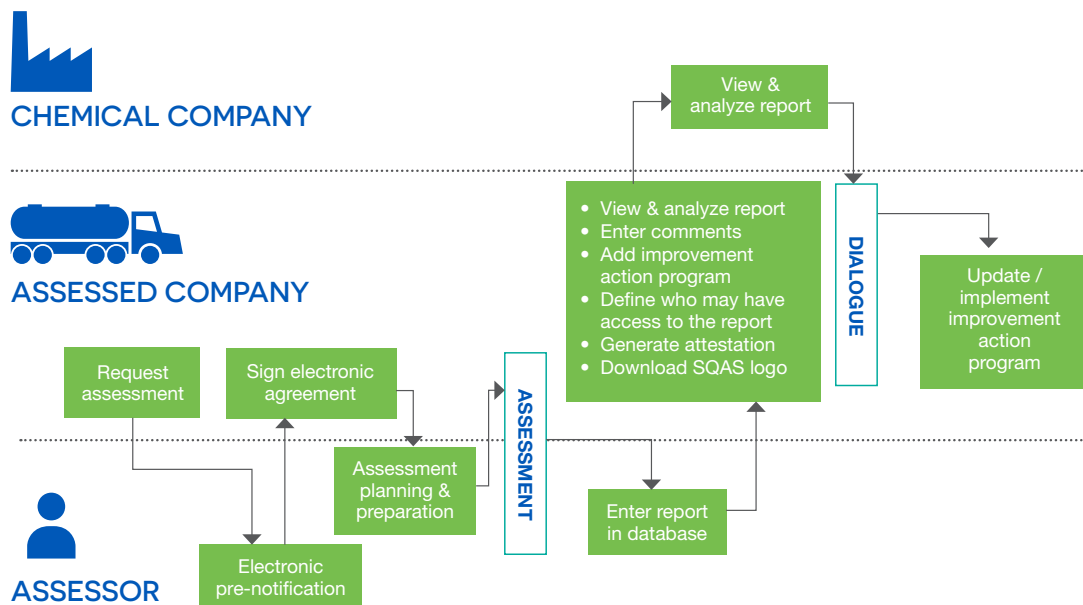 CHEMICAL COMPANY
View &
analyze report
ASSESSED COMPANY
• View & analyze report
• Enter comments
• Add improvement
action program
• Define who may have
access to the report
• Generate attestation
• Download SQAS logo
DIALOGUE
Update /
implement
improvement
action
program
Request
assessment
Sign electronic
agreement
ASSESSMENT
Assessment
planning &
preparation
Enter report
in database
Electronic
pre-notification
ASSESSOR